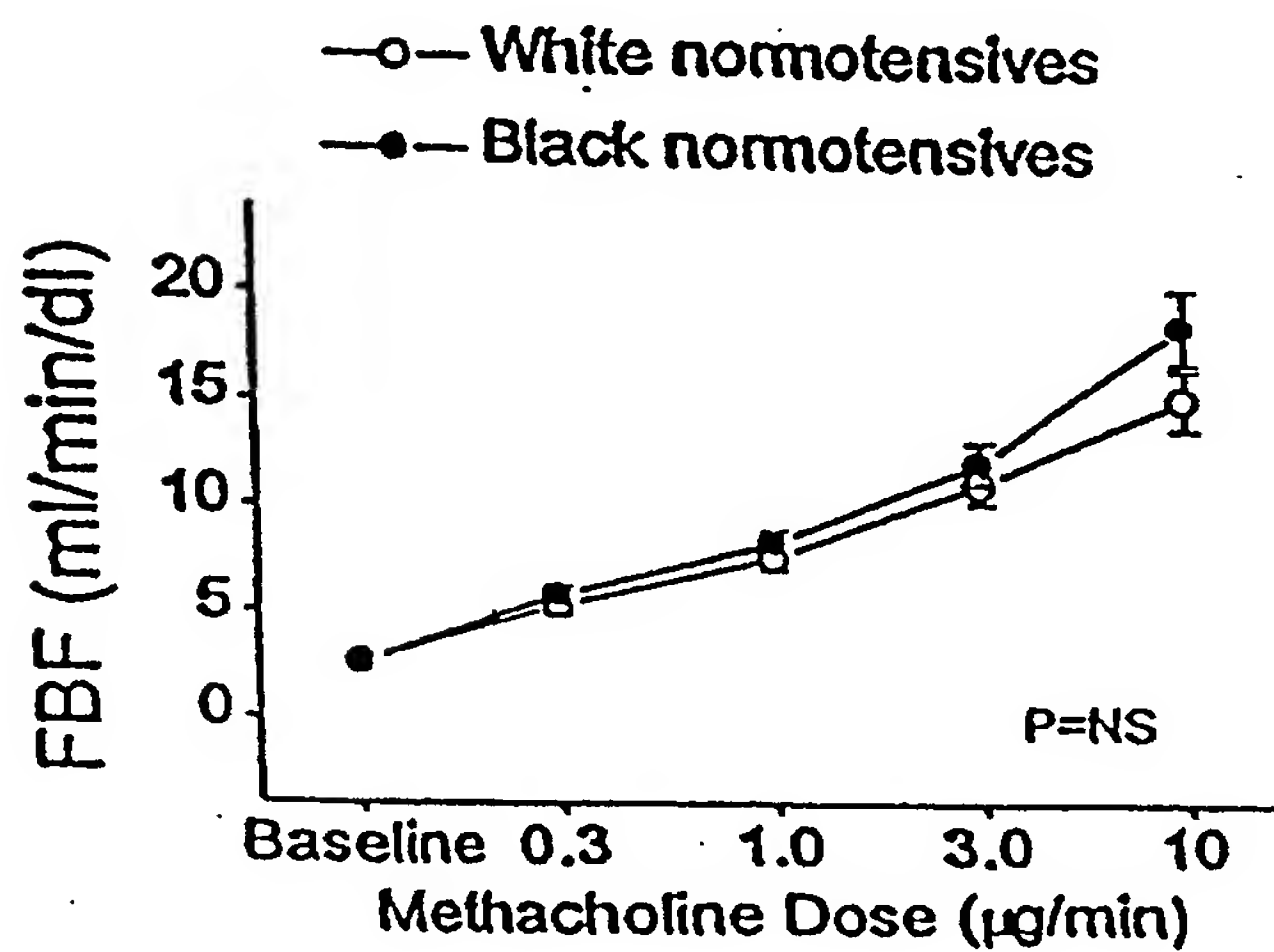 White normotensives
Black normotensives
FBF (ml/min/dl)
20
15
10
5
0
P=NS
Baseline 0.3 1.0 3.0 10
Methacholine Dose (µg/min)